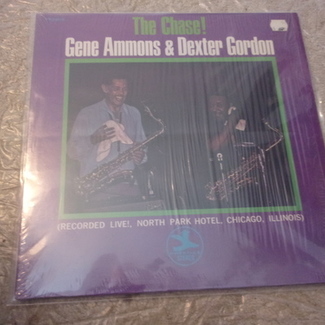 The Chase!
Gene Ammons & Dexter Gordon
(RECORDED LIVE!, NORTH PARK HOTEL, CHICAGO, ILLINOIS)